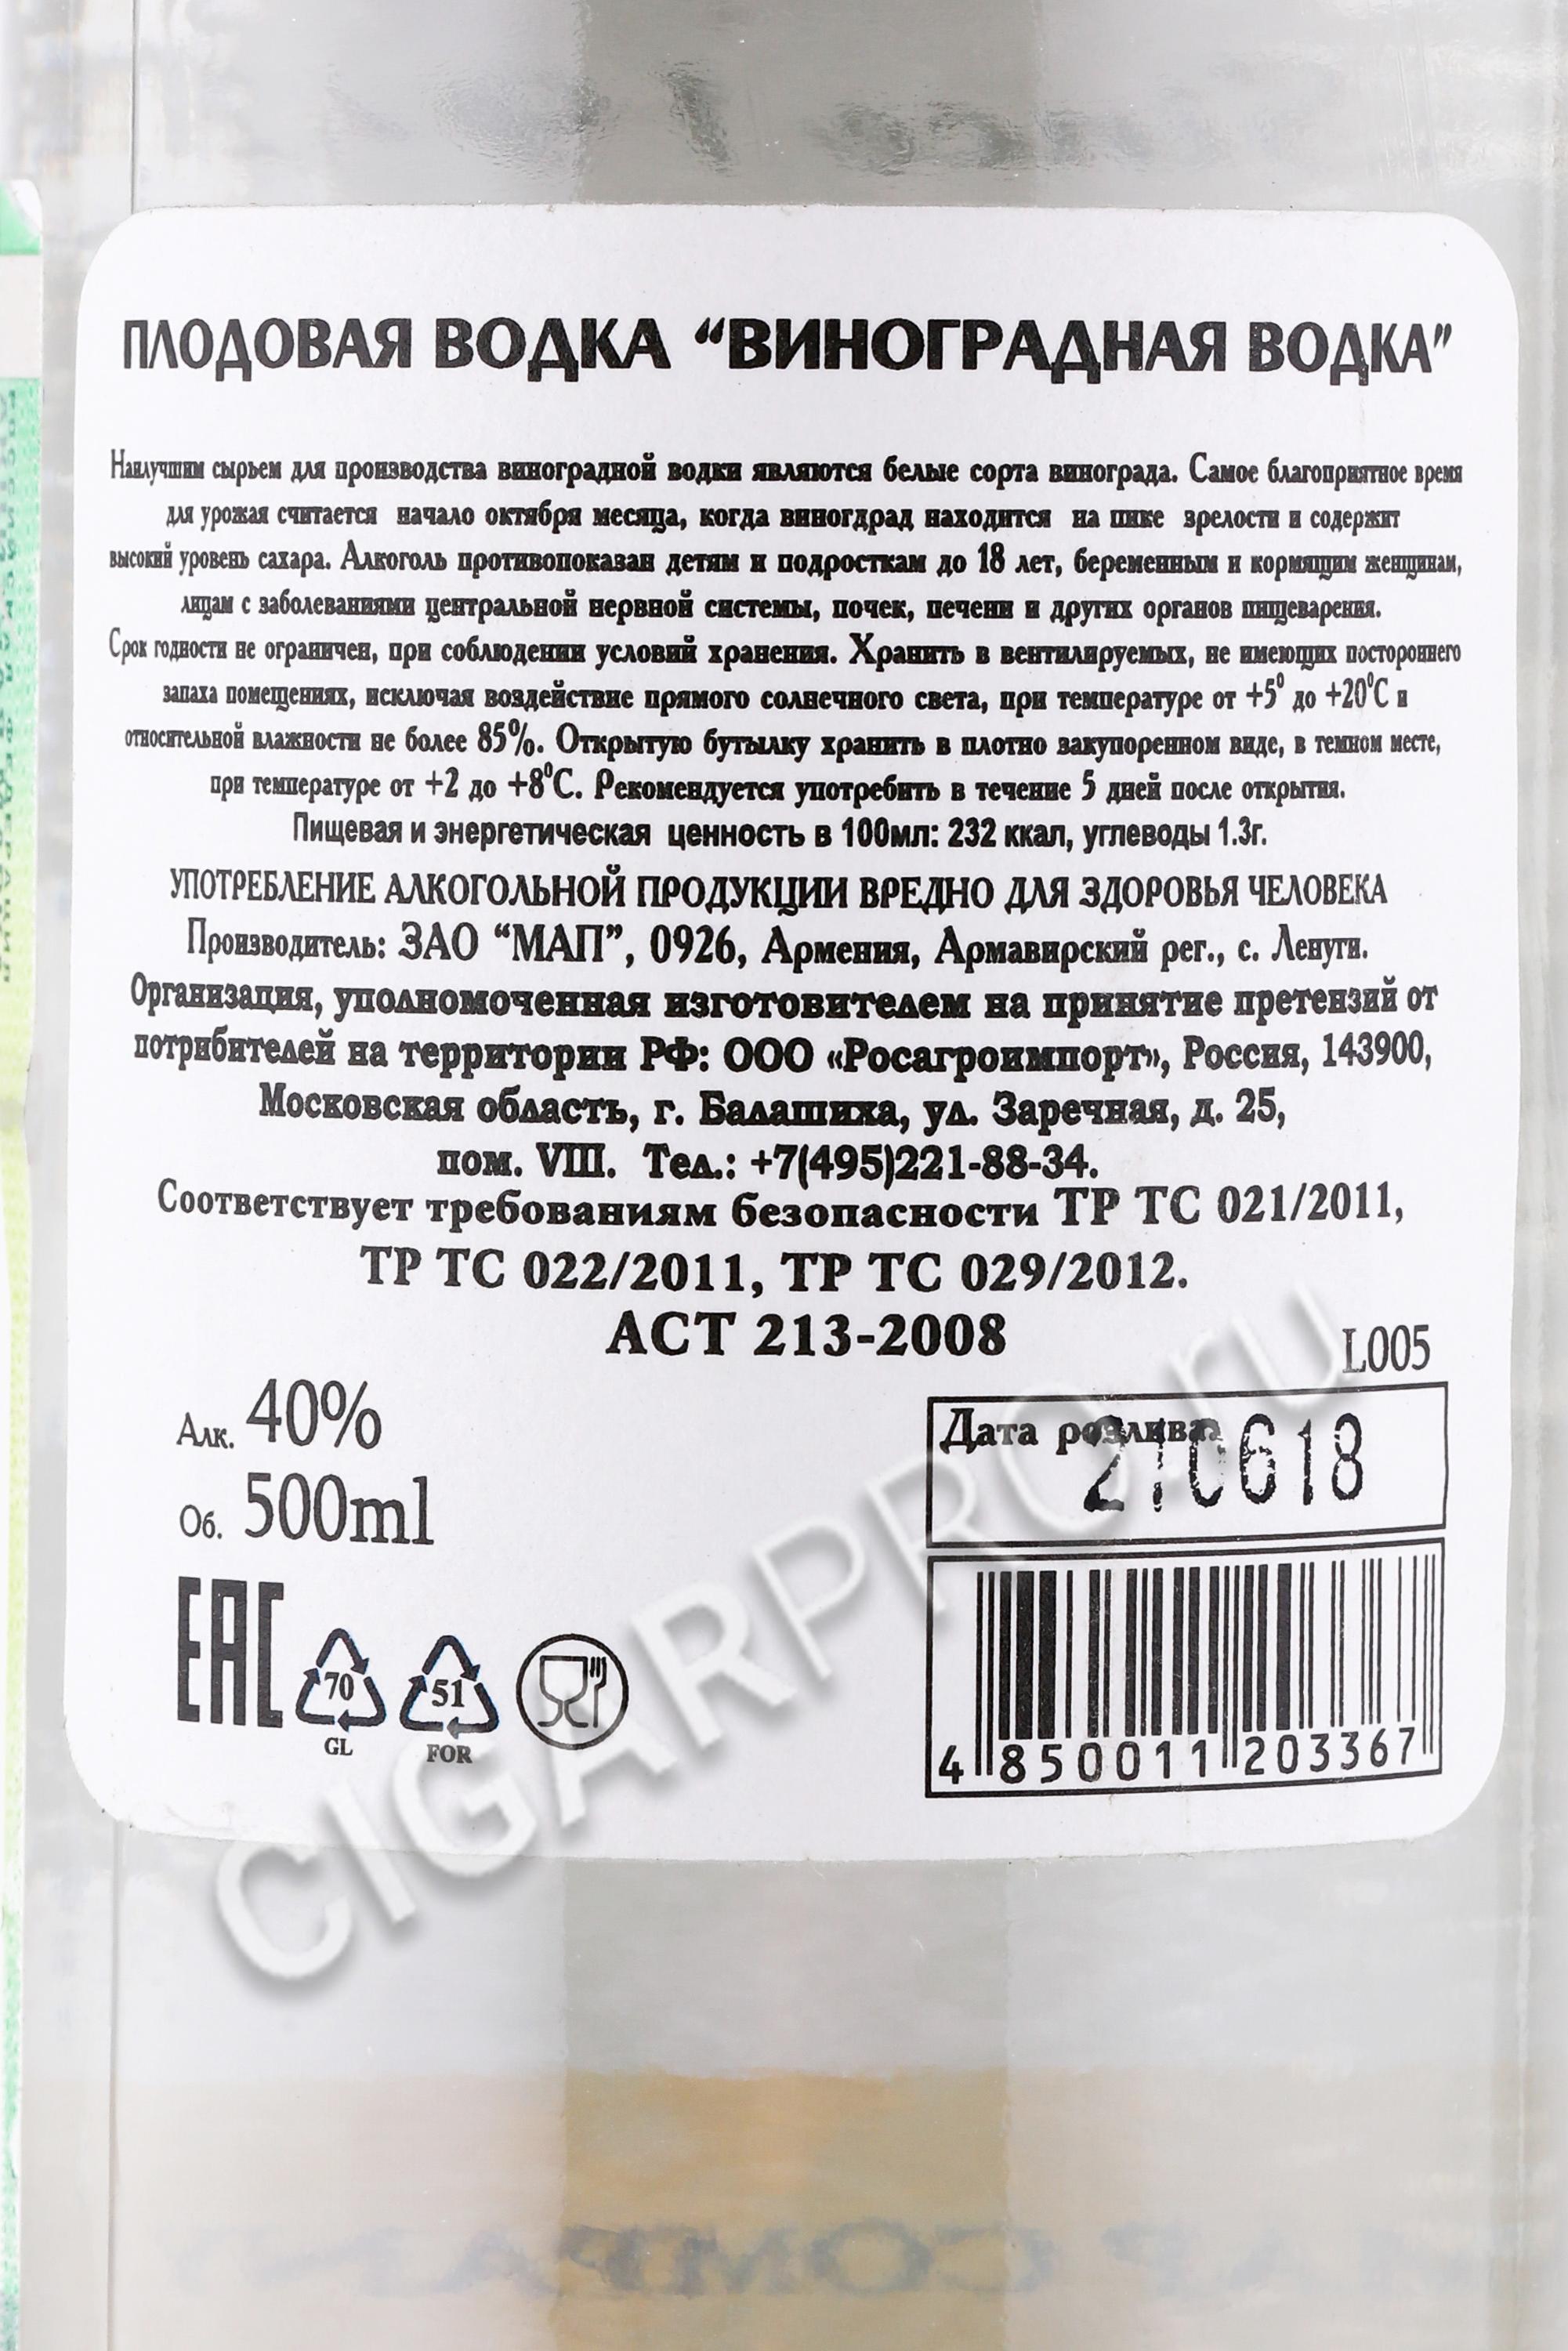 ПЛОДОВАЯ ВОДКА “ВИНОГРАДНАЯ ВОДКА”
Наилучшим сырьем для производства виноградной водки являются белые сорта винограда. Самое благоприятное время
для урожая считается начало октября месяца, когда виногдрад находится на пике зрелости и содержит
высокий уровень сахара. Алкоголь противопоказан детям и подросткам до 18 лет, беременным и кормящим женщинам,
лицам с заболеваниями центральной нервной системы, почек, печени и других органов пищеварения.
Срок годности не ограничен, при соблюдении условий хранения. Хранить в вентилируемых, не имеющих постороннего
запаха помещениях, исключая воздействие прямого солнечного света, при температуре от +5⁰ до +20⁰С и
относительной влажности не более 85%. Открытую бутылку хранить в плотно закупоренном виде, в темном месте,
при температуре от +2 до +8⁰С. Рекомендуется употребить в течение 5 дней после открытия.
Пищевая и энергетическая ценность в 100мл: 232 ккал, углеводы 1.3г.
УПОТРЕБЛЕНИЕ АЛКОГОЛЬНОЙ ПРОДУКЦИИ ВРЕДНО ДЛЯ ЗДОРОВЬЯ ЧЕЛОВЕКА
Производитель: ЗАО “МАП”, 0926, Армения, Армавирский рег., с. Ленуги.
Организация, уполномоченная изготовителем на принятие претензий от
потрибителей на территории РФ: ООО «Росагроимпорт», Россия, 143900,
Московская область, г. Балашиха, ул. Заречная, д. 25,
пом. VIII. Тел.: +7(495)221-88-34.
Соответствует требованиям безопасности ТР ТС 021/2011,
ТР ТС 022/2011, ТР ТС 029/2012.
АСТ 213-2008
L005
Алк. 40%
Дата розлива:
210618
Об. 500ml
EAC
70
GL
51
FOR
4 850011 203367
CIGARPRO.ru